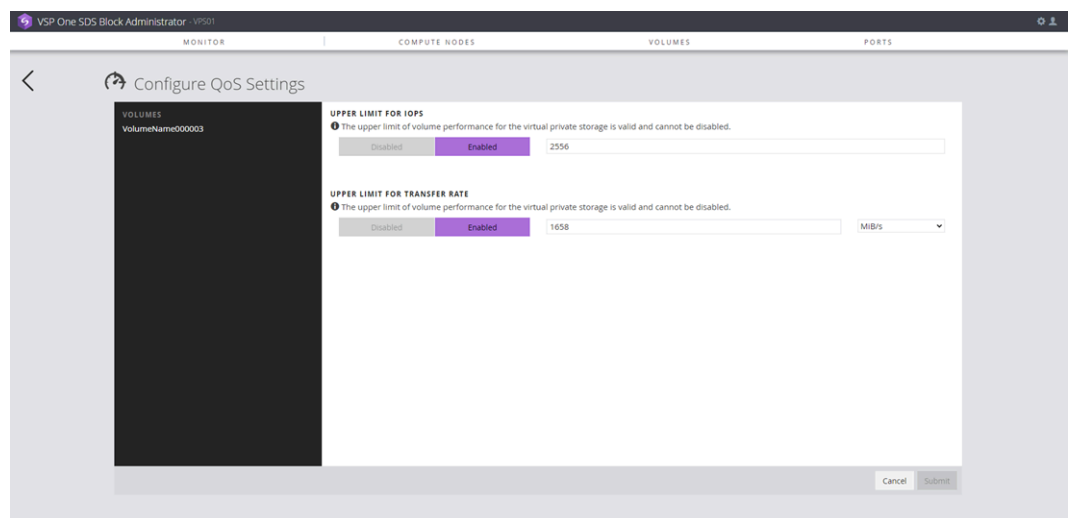 VSP One SDS Block Administrator - VPS01
MONITOR COMPUTE NODES VOLUMES PORTS
Configure QoS Settings
VOLUMES
VolumeName000003
UPPER LIMIT FOR IOPS
The upper limit of volume performance for the virtual private storage is valid and cannot be disabled.
Disabled Enabled 2556
UPPER LIMIT FOR TRANSFER RATE
The upper limit of volume performance for the virtual private storage is valid and cannot be disabled.
Disabled Enabled 1658 MiB/s
Cancel Submit